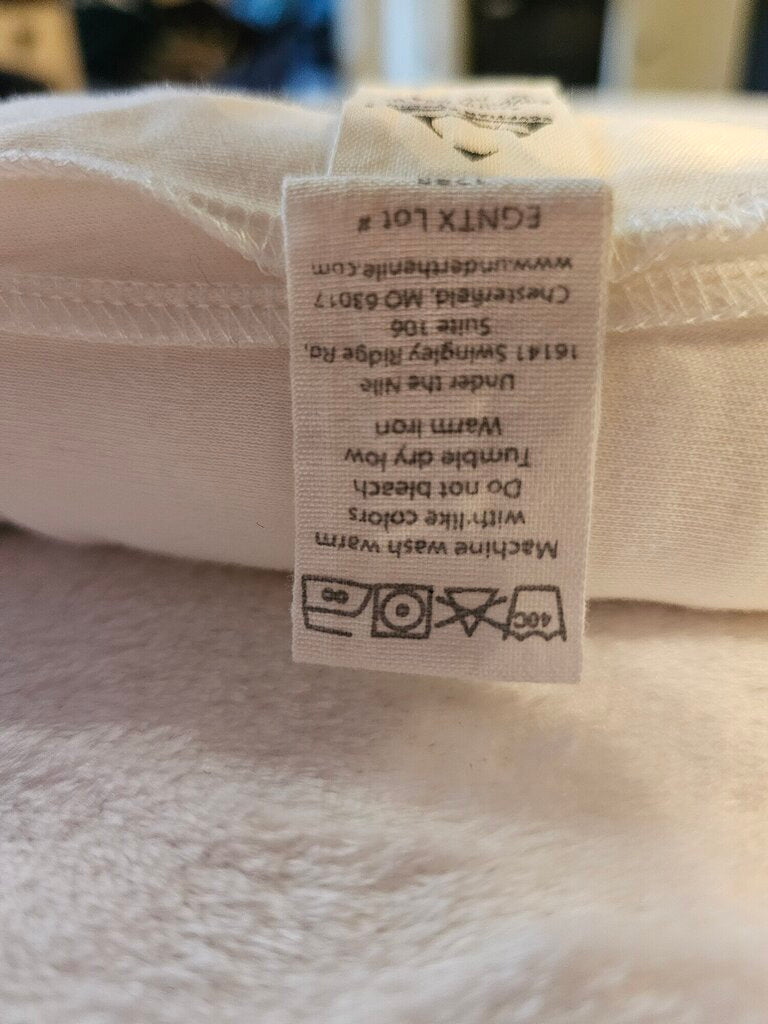 40C
Machine wash warm
with like colors
Do not bleach
Tumble dry low
Warm iron
Under the Nile
16141 Swingley Ridge Rd,
Suite 106
Chesterfield, MO 63017
www.underthenile.com
EGNTX Lot #